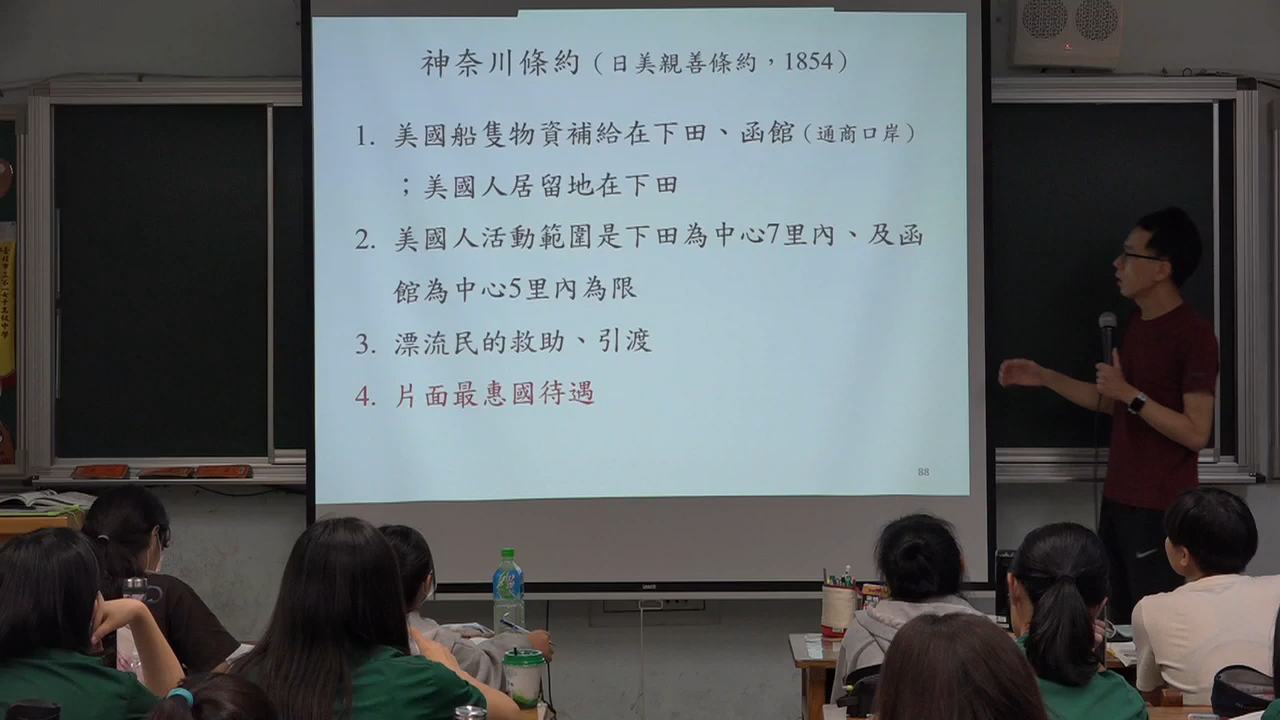 神奈川條約（日美親善條約，1854）
1. 美國船隻物資補給在下田、函館（通商口岸）
；美國人居留地在下田
2. 美國人活動範圍是下田為中心7里內、及函
館為中心5里內為限
3. 漂流民的救助、引渡
4. 片面最惠國待遇
88